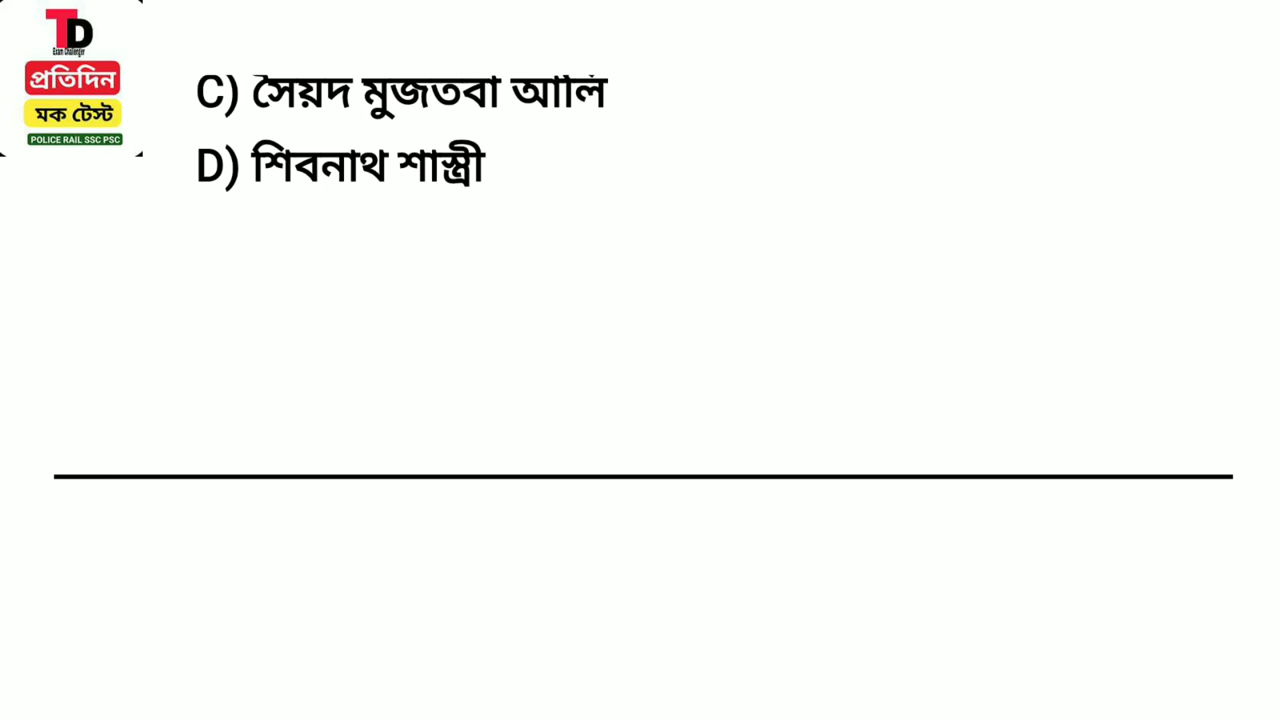 TD
Exam Challenger
প্রতিদিন
মক টেস্ট
POLICE RAIL SSC PSC
C) সৈয়দ মুজতবা আলি
D) শিবনাথ শাস্ত্রী